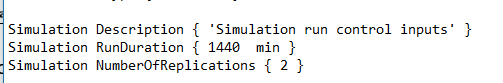 Simulation Description { 'Simulation run control inputs' }
Simulation RunDuration { 1440  min }
Simulation NumberOfReplications { 2 }